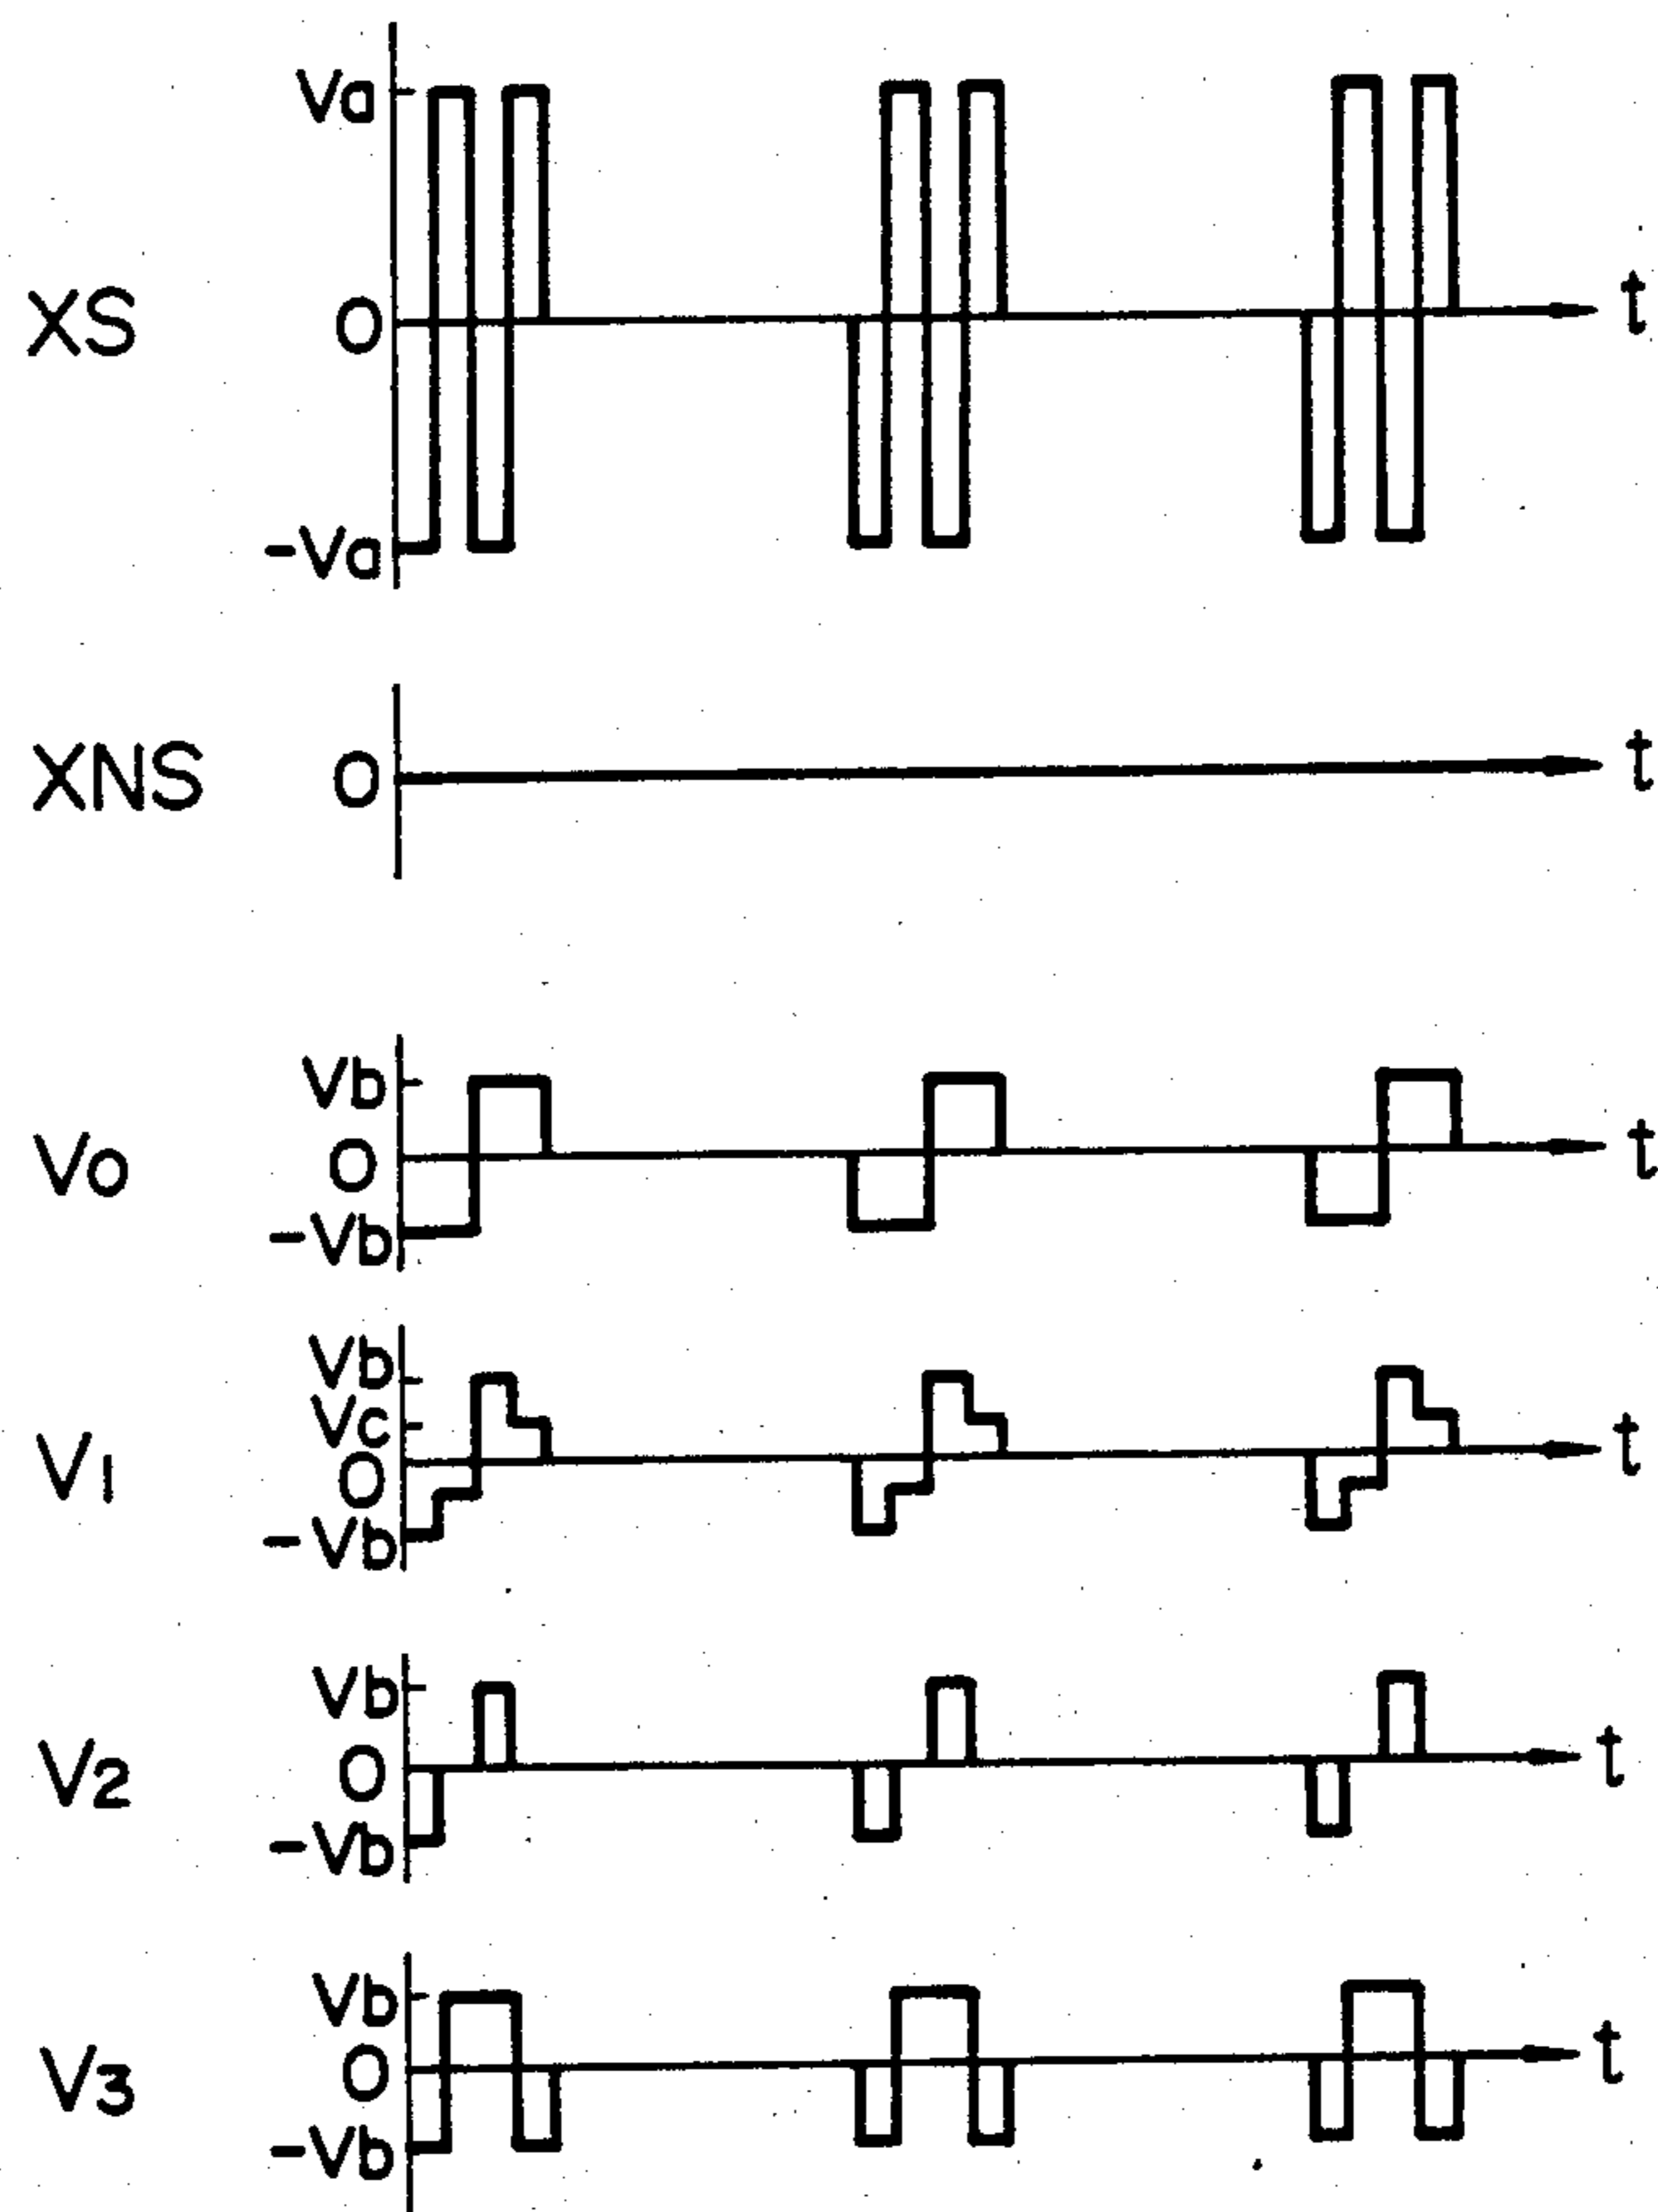 Va
XS 0 t
-Va
XNS 0 t
Vb
V0 0 t
-Vb
Vb
Vc
V1 0 t
-Vb
Vb
V2 0 t
-Vb
Vb
V3 0 t
-Vb